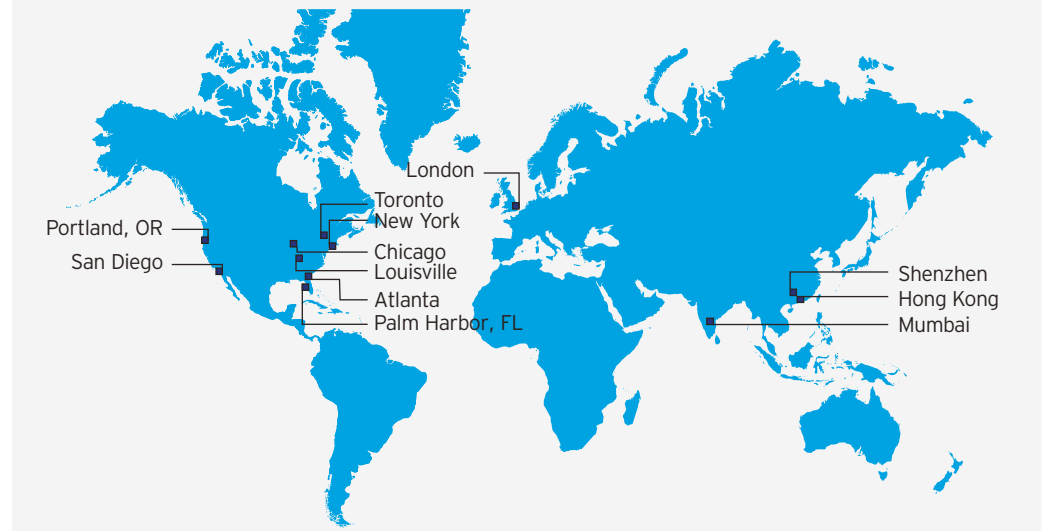 London
Toronto
New York
Portland, OR
Chicago
San Diego
Louisville
Atlanta
Palm Harbor, FL
Shenzhen
Hong Kong
Mumbai